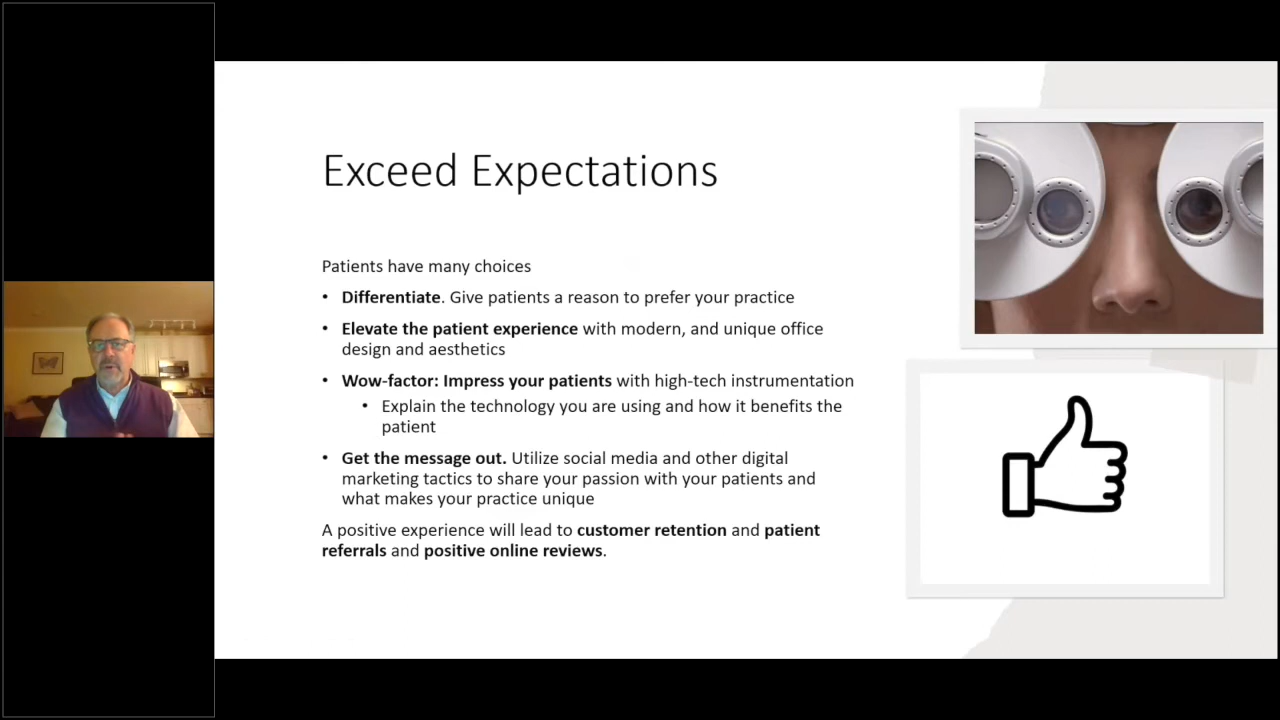 Exceed Expectations
Patients have many choices
• Differentiate. Give patients a reason to prefer your practice
• Elevate the patient experience with modern, and unique office
design and aesthetics
• Wow-factor: Impress your patients with high-tech instrumentation
• Explain the technology you are using and how it benefits the
patient
• Get the message out. Utilize social media and other digital
marketing tactics to share your passion with your patients and
what makes your practice unique
A positive experience will lead to customer retention and patient
referrals and positive online reviews.